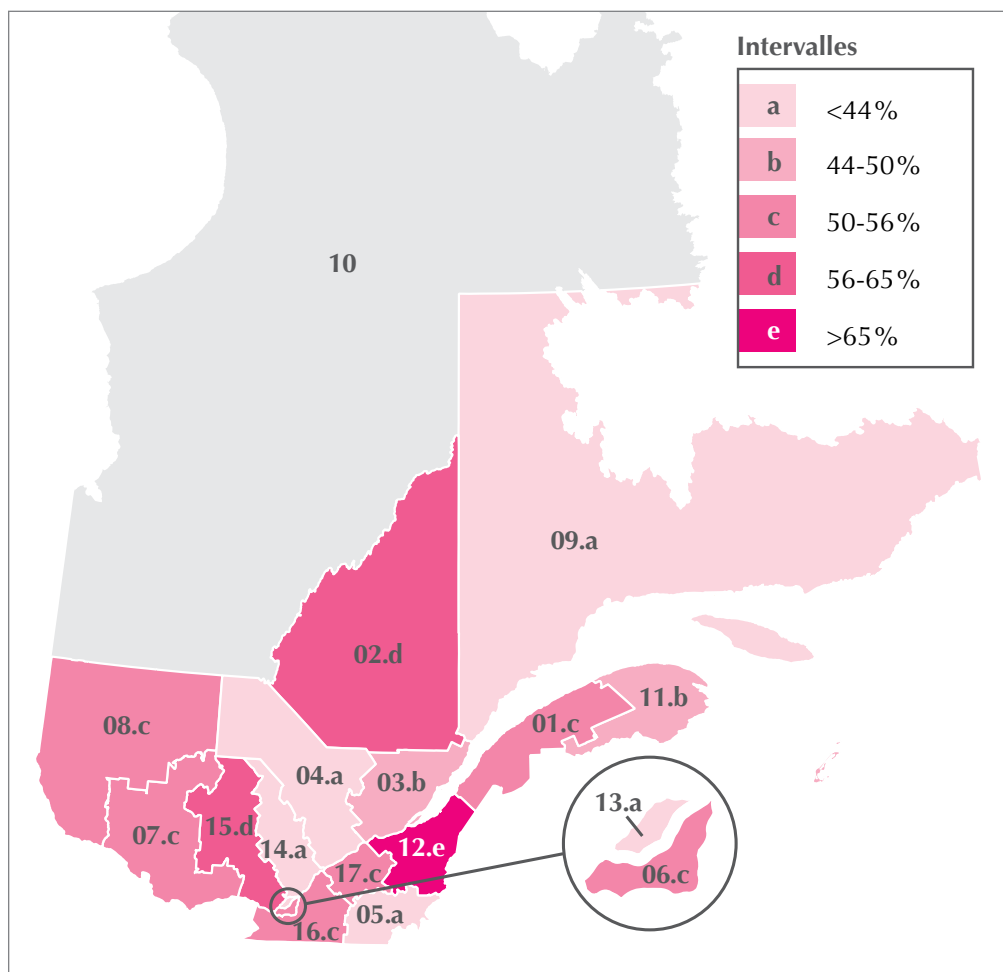 Intervalles
a <44%
b 44-50%
c 50-56%
d 56-65%
e >65%
10
09.a
02.d
11.b
01.c
08.c
04.a
03.b
13.a
07.c
15.d
14.a
12.e
17.c
06.c
05.a
16.c